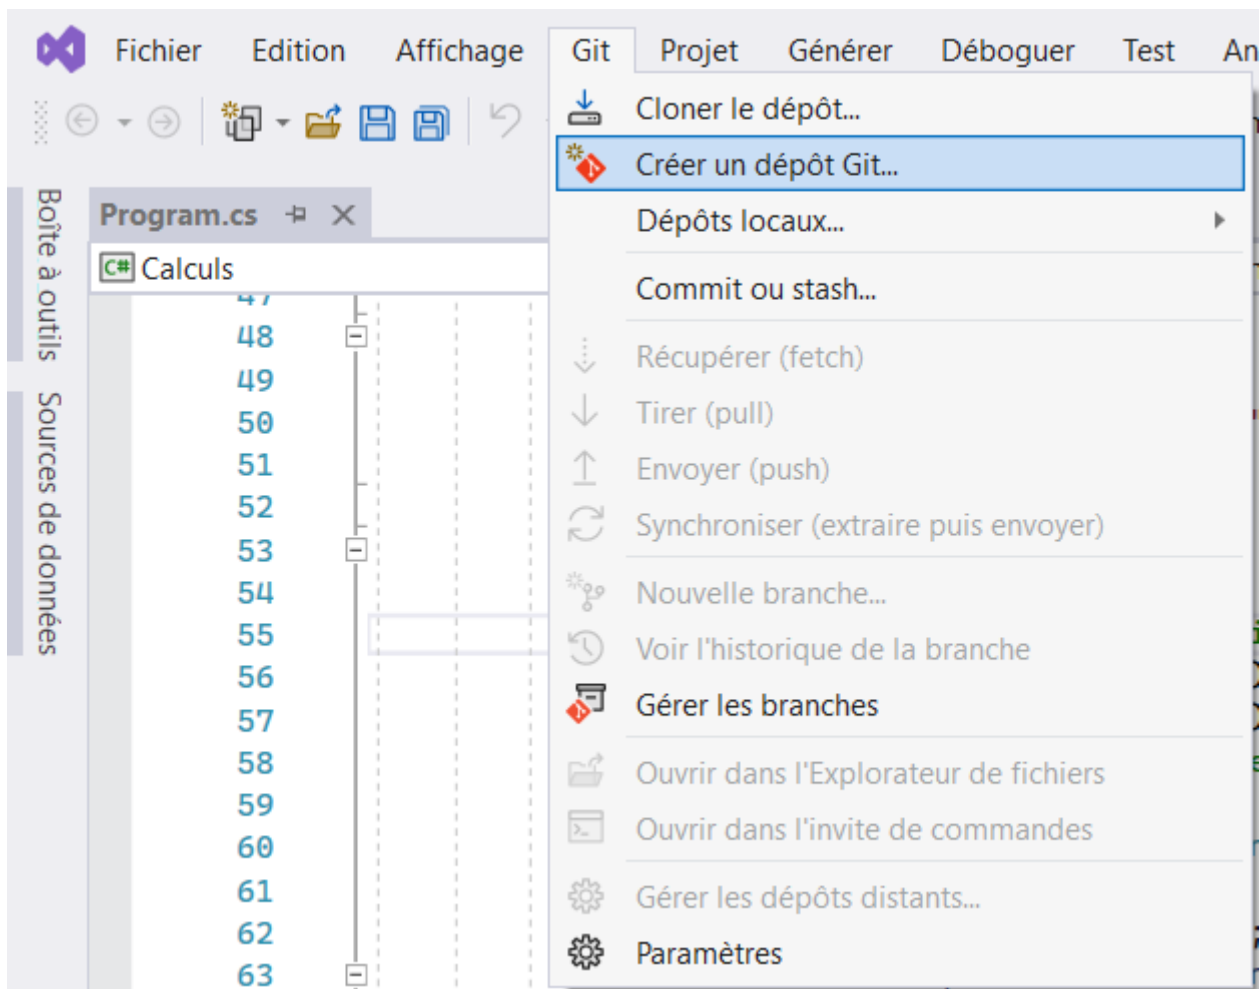 Fichier Edition Affichage Git Projet Générer Déboguer Test An
Cloner le dépôt...
Créer un dépôt Git...
Dépôts locaux...
Commit ou stash...
Récupérer (fetch)
Tirer (pull)
Envoyer (push)
Synchroniser (extraire puis envoyer)
Nouvelle branche...
Voir l'historique de la branche
Gérer les branches
Ouvrir dans l'Explorateur de fichiers
Ouvrir dans l'invite de commandes
Gérer les dépôts distants...
Paramètres
Boîte à outils
Sources de données
Program.cs
C# Calculs
47
48
49
50
51
52
53
54
55
56
57
58
59
60
61
62
63